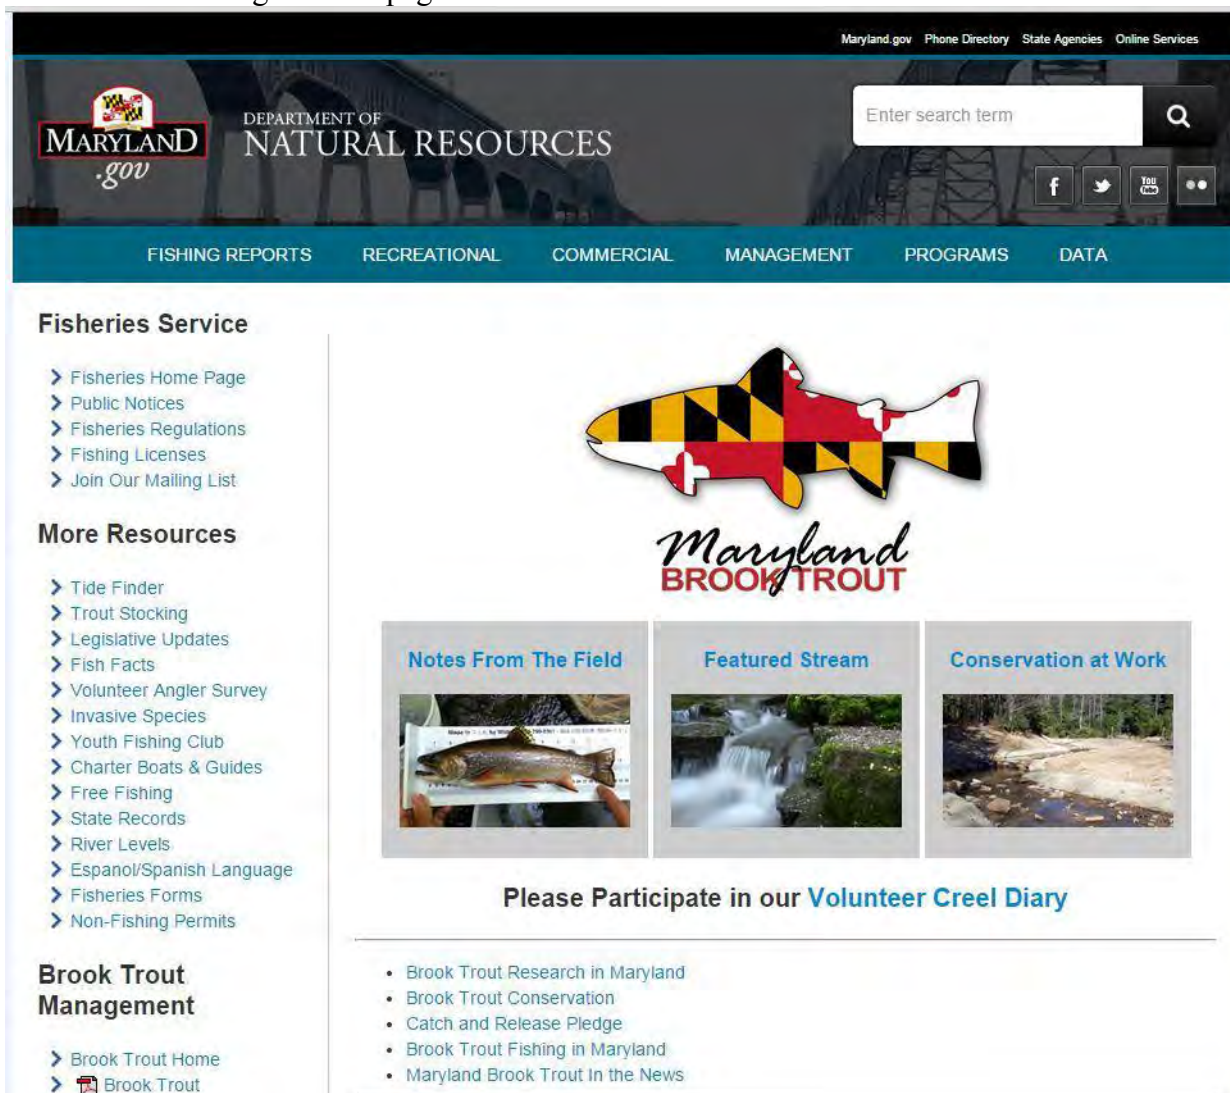 Maryland.gov Phone Directory State Agencies Online Services
MARYLAND
.gov
DEPARTMENT OF
NATURAL RESOURCES
Enter search term
You
Tube
FISHING REPORTS RECREATIONAL COMMERCIAL MANAGEMENT PROGRAMS DATA
Fisheries Service
Fisheries Home Page
Public Notices
Fisheries Regulations
Fishing Licenses
Join Our Mailing List
More Resources
Tide Finder
Trout Stocking
Legislative Updates
Fish Facts
Volunteer Angler Survey
Invasive Species
Youth Fishing Club
Charter Boats & Guides
Free Fishing
State Records
River Levels
Espanol/Spanish Language
Fisheries Forms
Non-Fishing Permits
Brook Trout
Management
Brook Trout Home
Brook Trout
Maryland
BROOK TROUT
Notes From The Field
Featured Stream
Conservation at Work
Please Participate in our Volunteer Creel Diary
Brook Trout Research in Maryland
Brook Trout Conservation
Catch and Release Pledge
Brook Trout Fishing in Maryland
Maryland Brook Trout In the News